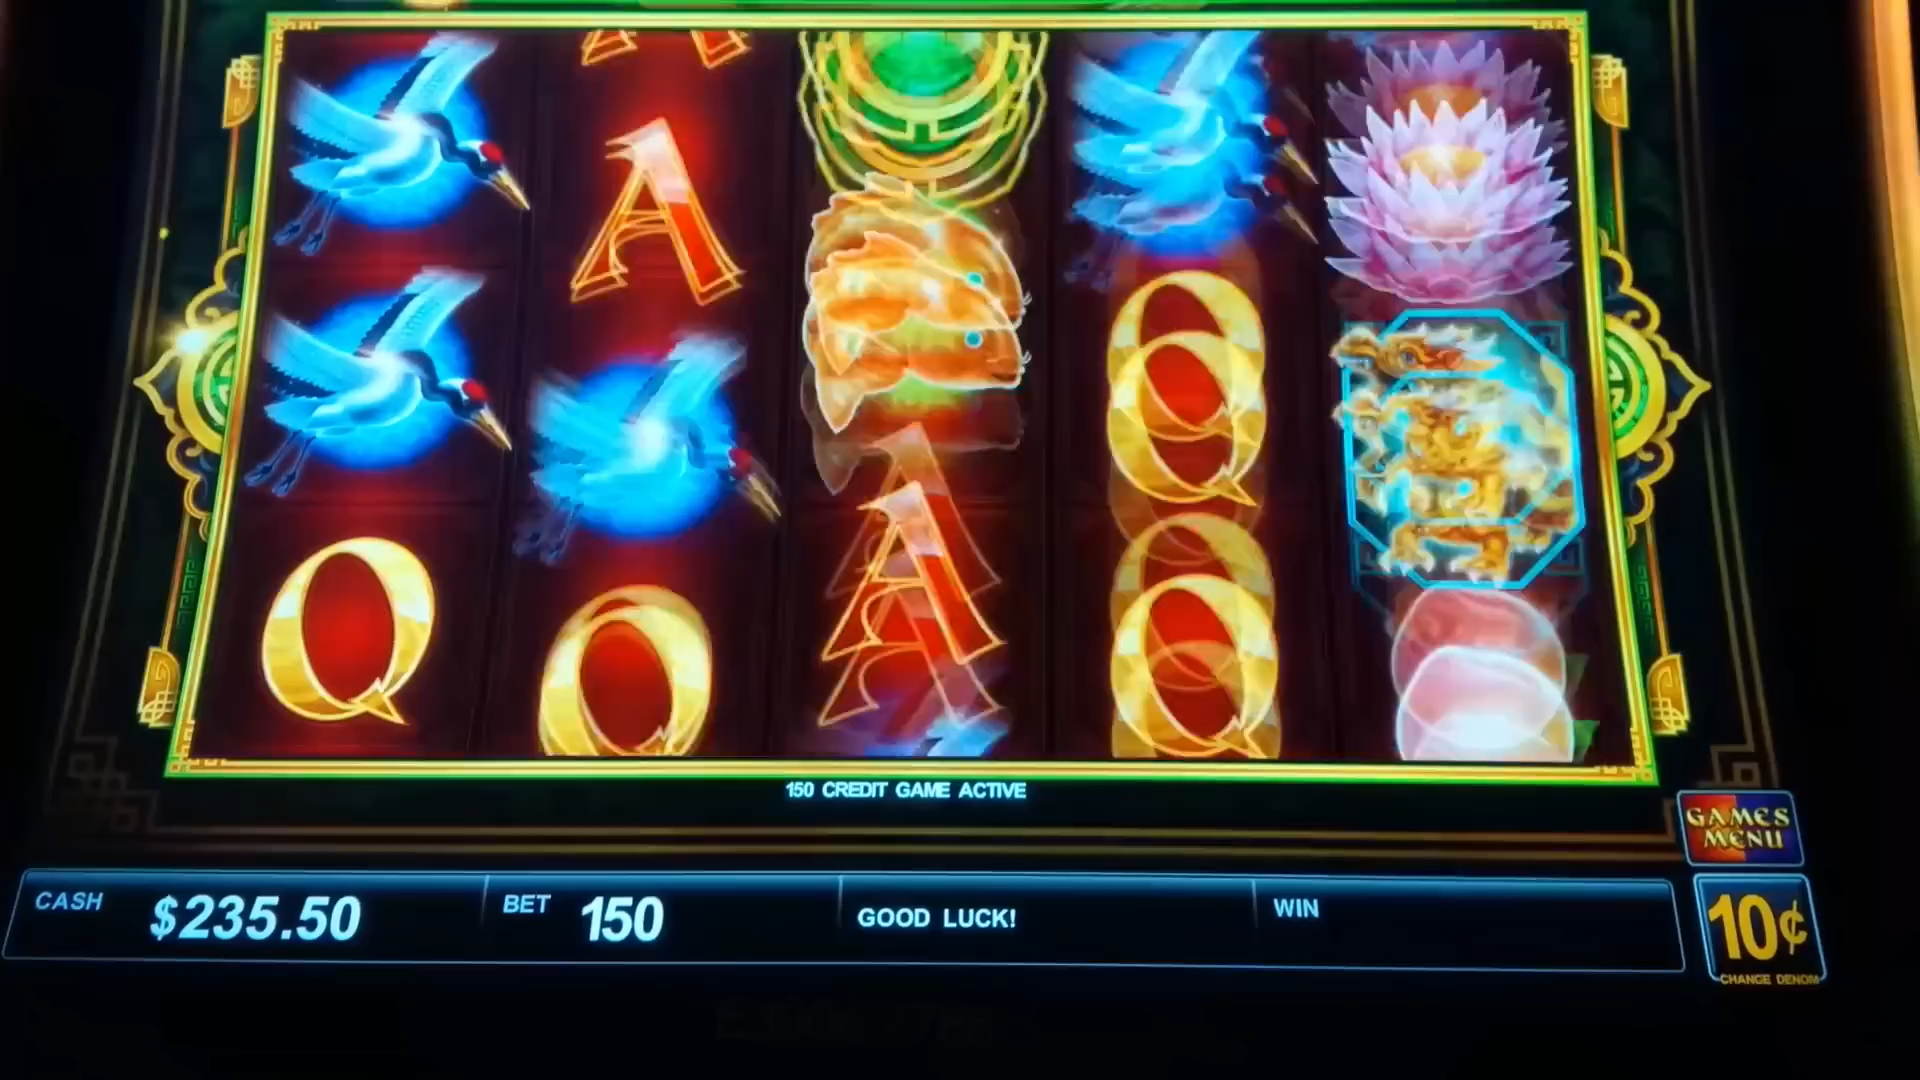 A
A
Q
Q
Q
A
Q
Q
150 CREDIT GAME ACTIVE
GAMES
MENU
CASH $235.50 BET 150 GOOD LUCK! WIN
10¢
CHANGE DENOM